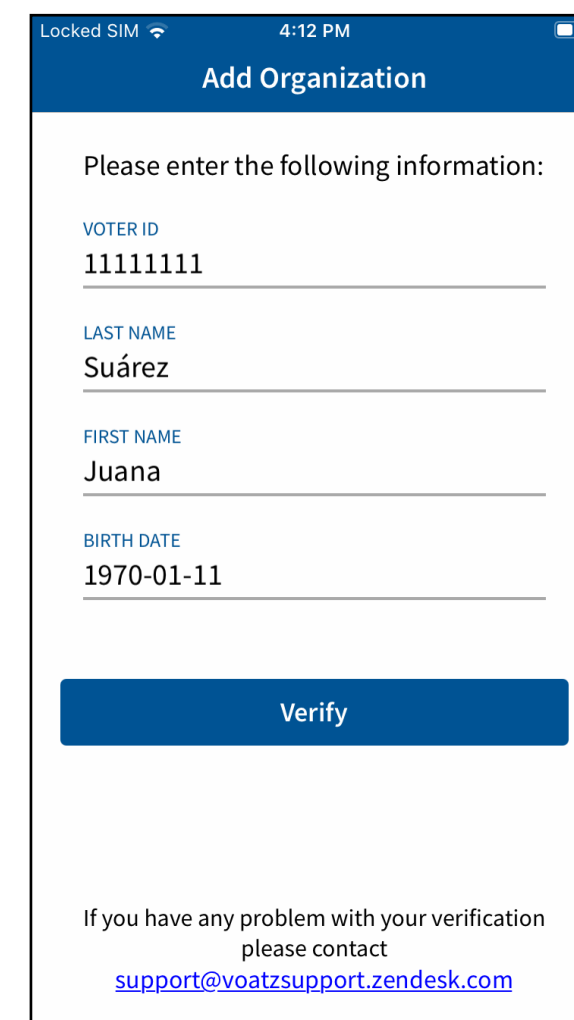 Locked SIM 4:12 PM
Add Organization
Please enter the following information:
VOTER ID
11111111
LAST NAME
Suárez
FIRST NAME
Juana
BIRTH DATE
1970-01-11
Verify
If you have any problem with your verification
please contact
support@voatzsupport.zendesk.com